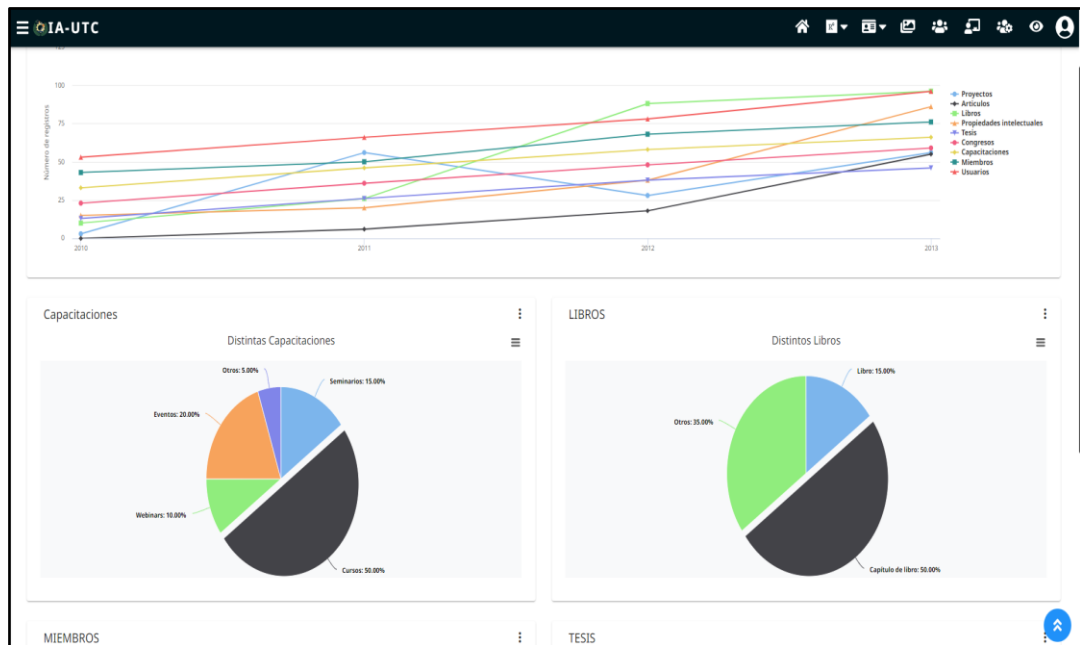 IA-UTC
125
100
75
50
25
0
Número de registros
2010
2011
2012
2013
Proyectos
Artículos
Libros
Propiedades intelectuales
Tesis
Congresos
Capacitaciones
Miembros
Usuarios
Capacitaciones
Distintas Capacitaciones
Otros: 5.00%
Seminarios: 15.00%
Eventos: 20.00%
Webinars: 10.00%
Cursos: 50.00%
LIBROS
Distintos Libros
Libro: 15.00%
Otros: 35.00%
Capítulo de libro: 50.00%
MIEMBROS
TESIS